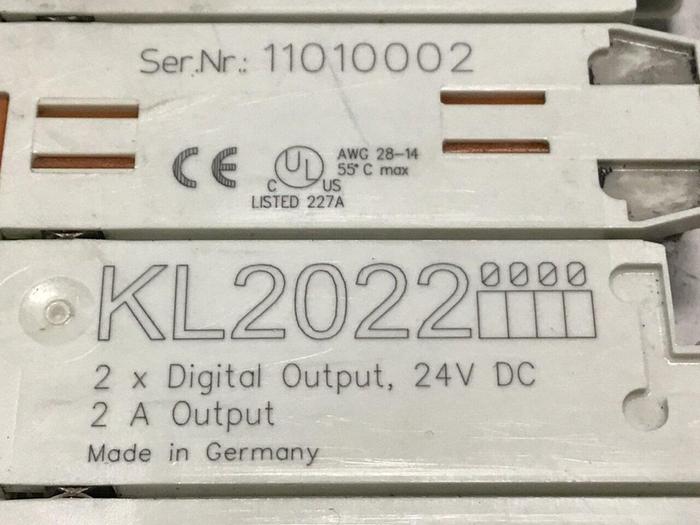 Ser.Nr.: 11010002
CE
UL
AWG 28-14
55°C max
C US
LISTED 227A
KL2022
0000
2 x Digital Output, 24V DC
2 A Output
Made in Germany